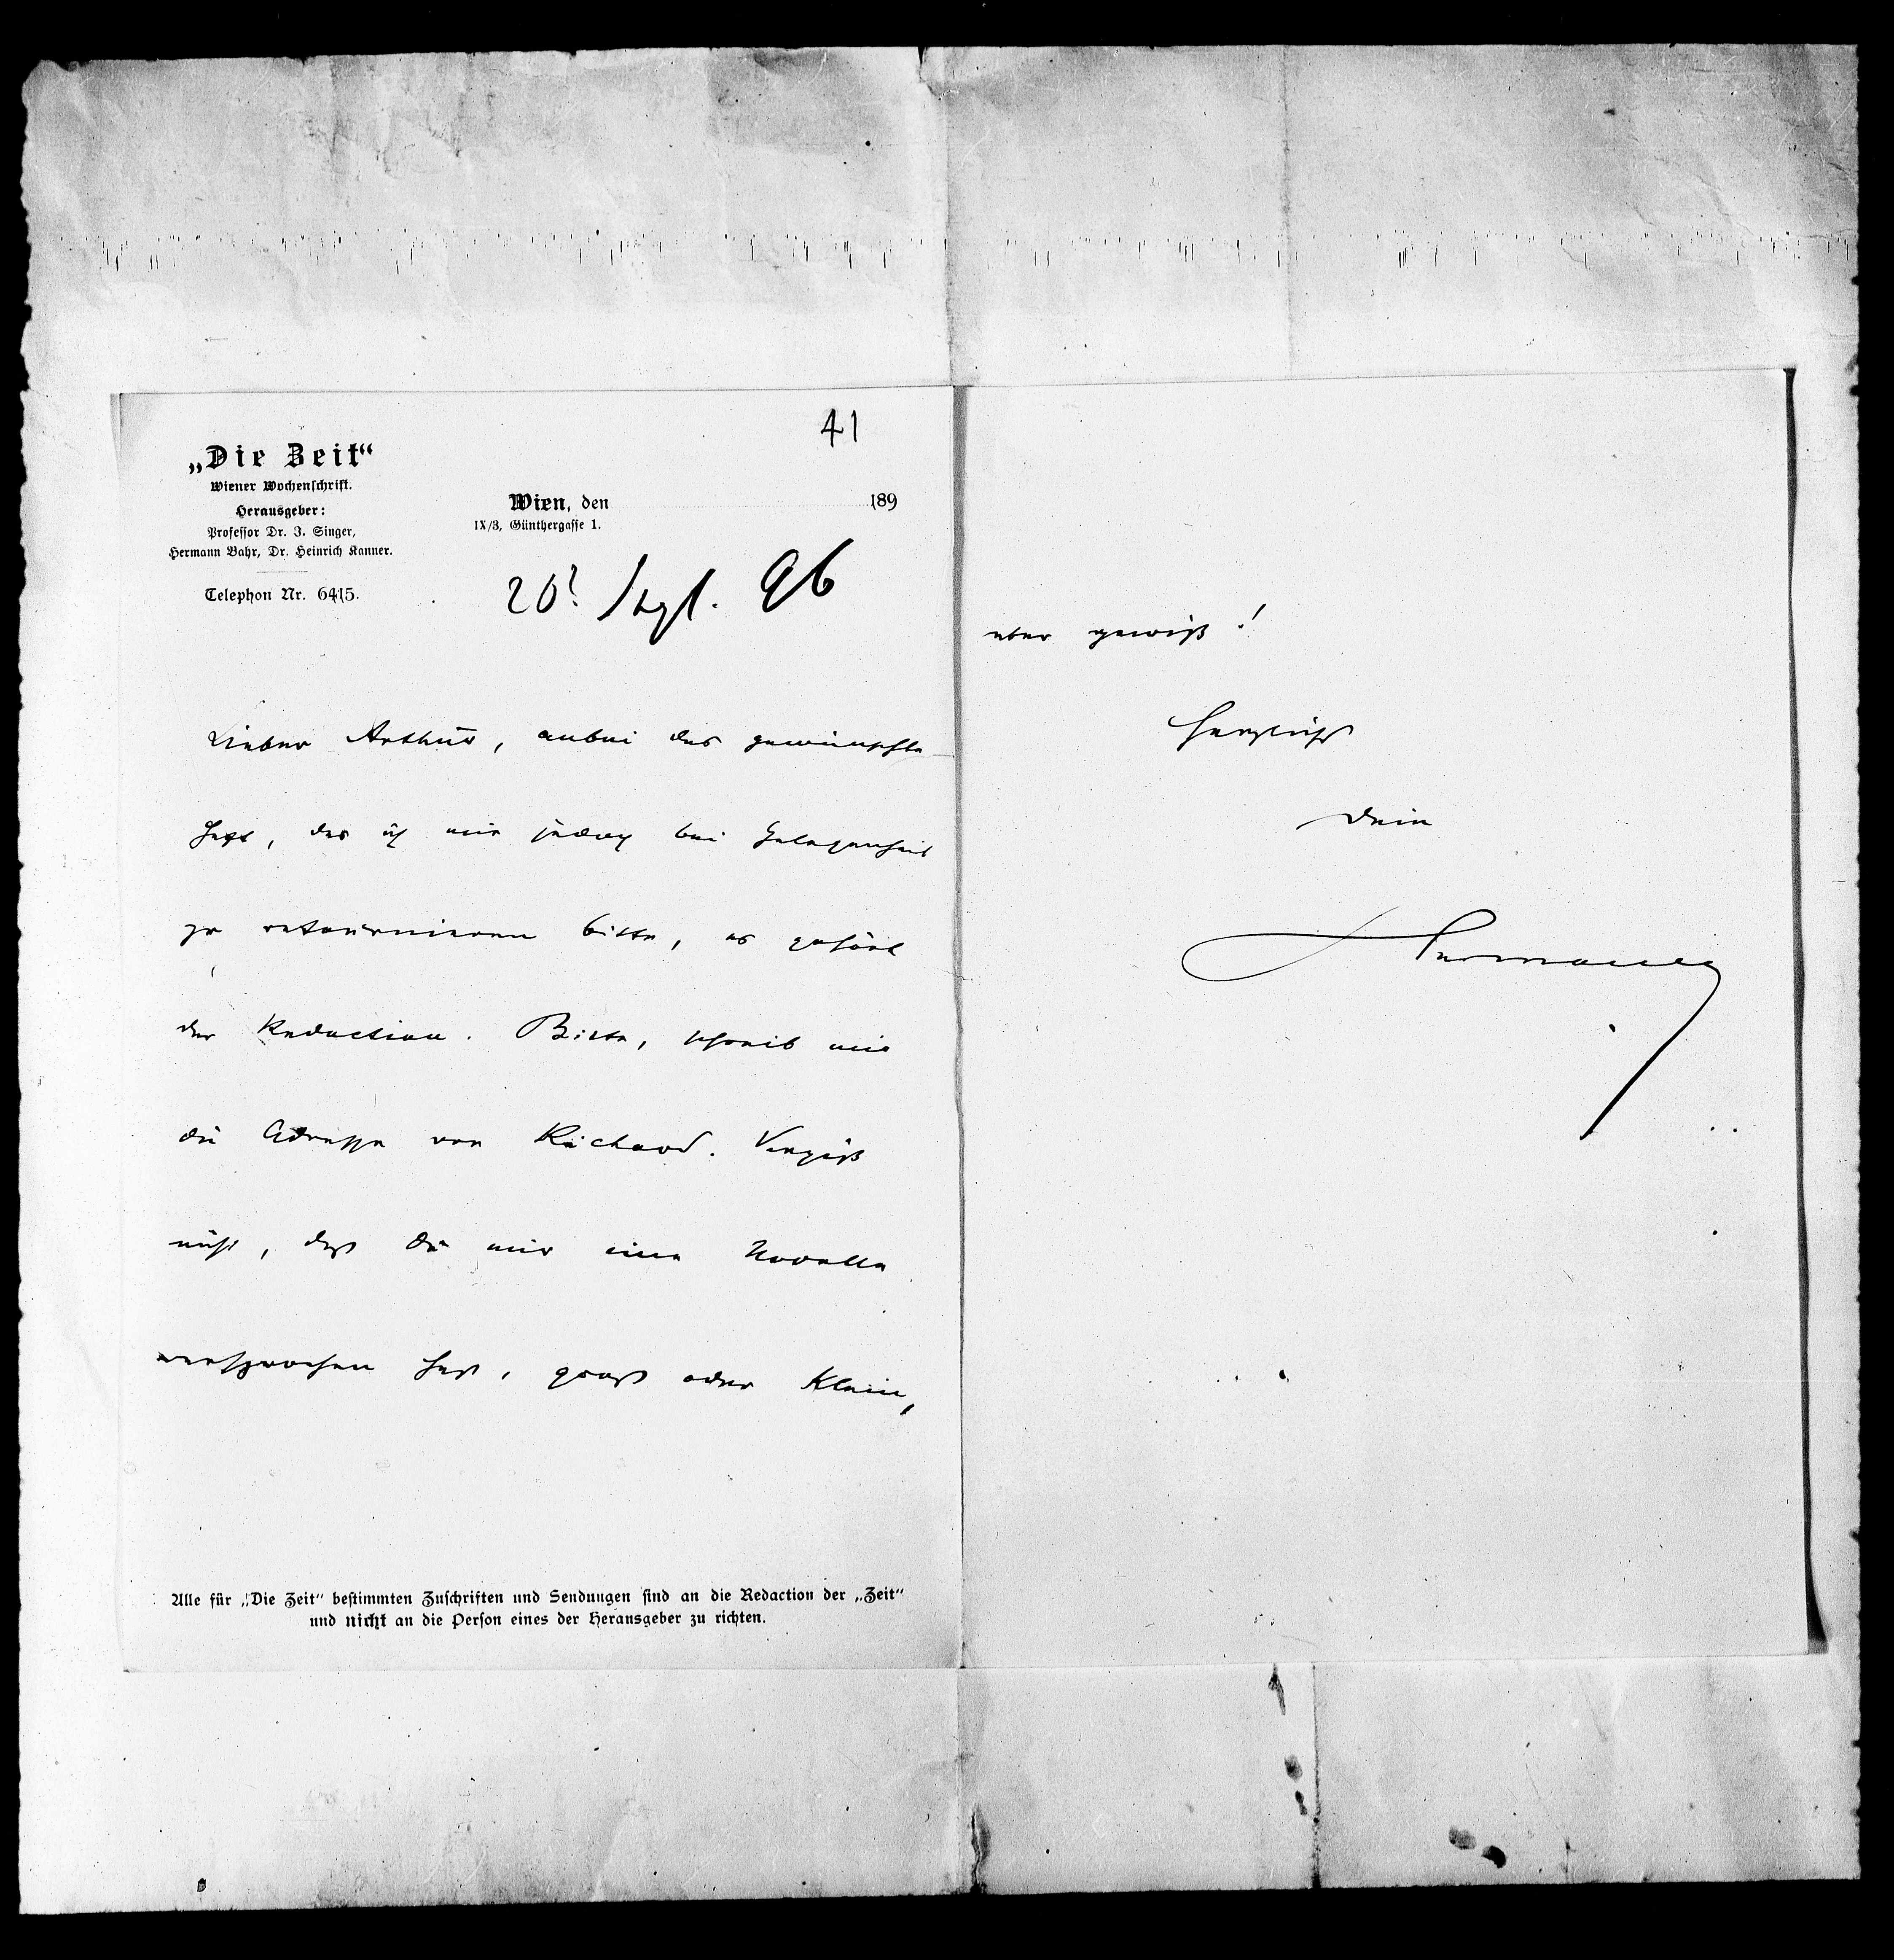 41
„Die Zeit“
Wiener Wochenschrift.
Herausgeber:
Professor Dr. I. Singer,
Hermann Bahr, Dr. Heinrich Kanner.
Telephon Nr. 6415.
Wien, den 189
IX/3, Günthergasse 1.
Sept. 96
Lieber Arthur, anbei das gewünschte
Heft, das ich mir jedoch bei Gelegenheit
zu retournieren bitte, es gehört
der Redaction. Bitte, schreib mir
die Adresse von Richard. Vergiß
nicht, daß Du mir eine Novelle
versprochen hast, groß oder klein,
Alle für „Die Zeit“ bestimmten Zuschriften und Sendungen sind an die Redaction der „Zeit“
und nicht an die Person eines der Herausgeber zu richten.
aber gewiß!
Herzlichst
Dein
Hermann